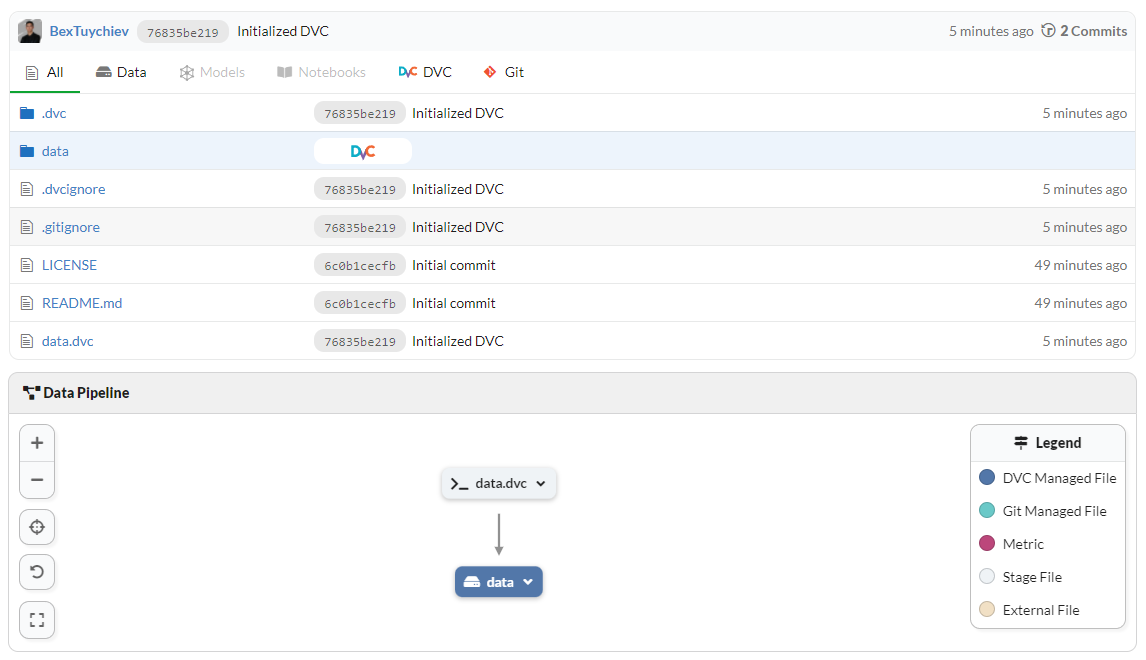 BexTuychiev 76835be219 Initialized DVC 5 minutes ago 2 Commits
All Data Models Notebooks DVC DVC Git
.dvc 76835be219 Initialized DVC 5 minutes ago
data DVC
.dvcignore 76835be219 Initialized DVC 5 minutes ago
.gitignore 76835be219 Initialized DVC 5 minutes ago
LICENSE 6c0b1cecfb Initial commit 49 minutes ago
README.md 6c0b1cecfb Initial commit 49 minutes ago
data.dvc 76835be219 Initialized DVC 5 minutes ago
Data Pipeline
data.dvc
data
Legend
DVC Managed File
Git Managed File
Metric
Stage File
External File